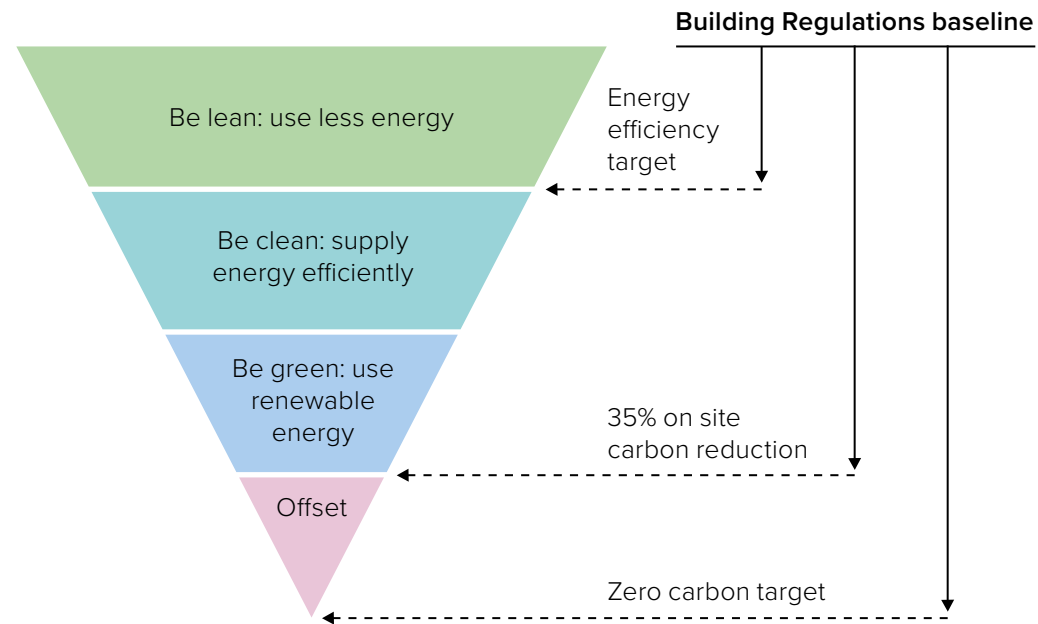 Building Regulations baseline
Be lean: use less energy
Energy
efficiency
target
Be clean: supply
energy efficiently
Be green: use
renewable
energy
35% on site
carbon reduction
Offset
Zero carbon target